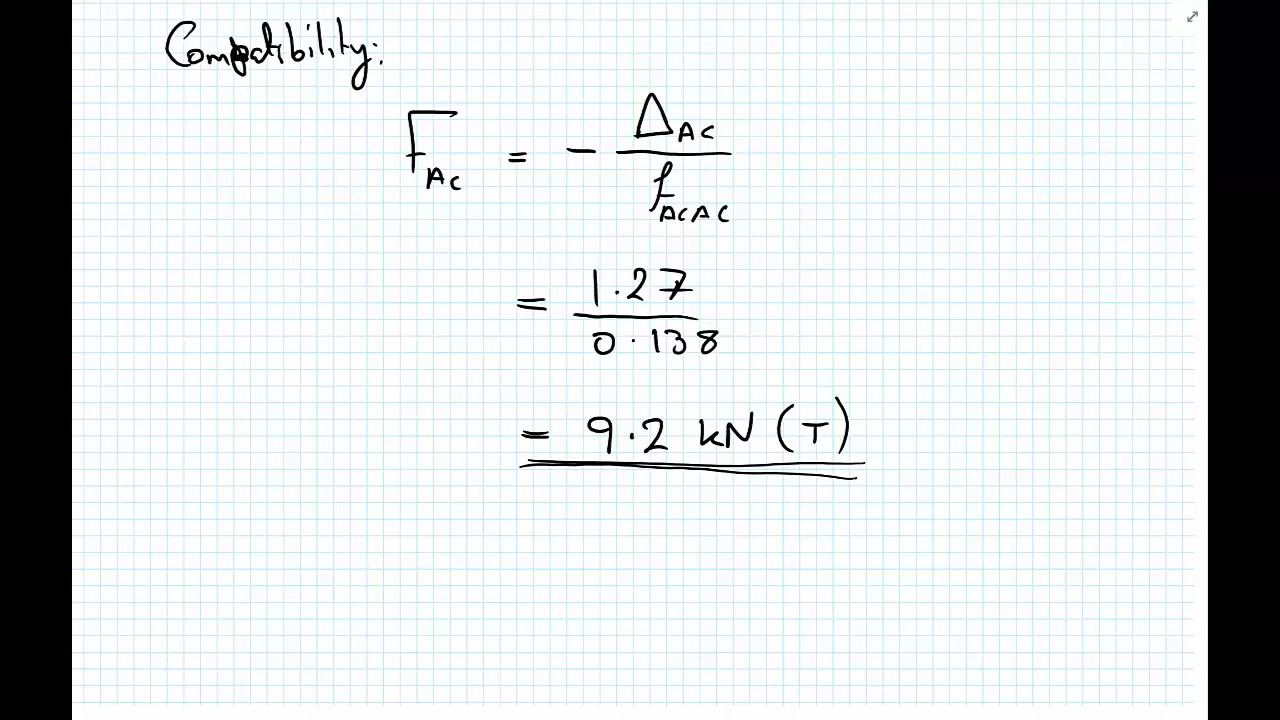 Compatibility:
F_AC = - Δ_AC / f_ACAC
= 1.27 / 0.138
= 9.2 kN (T)